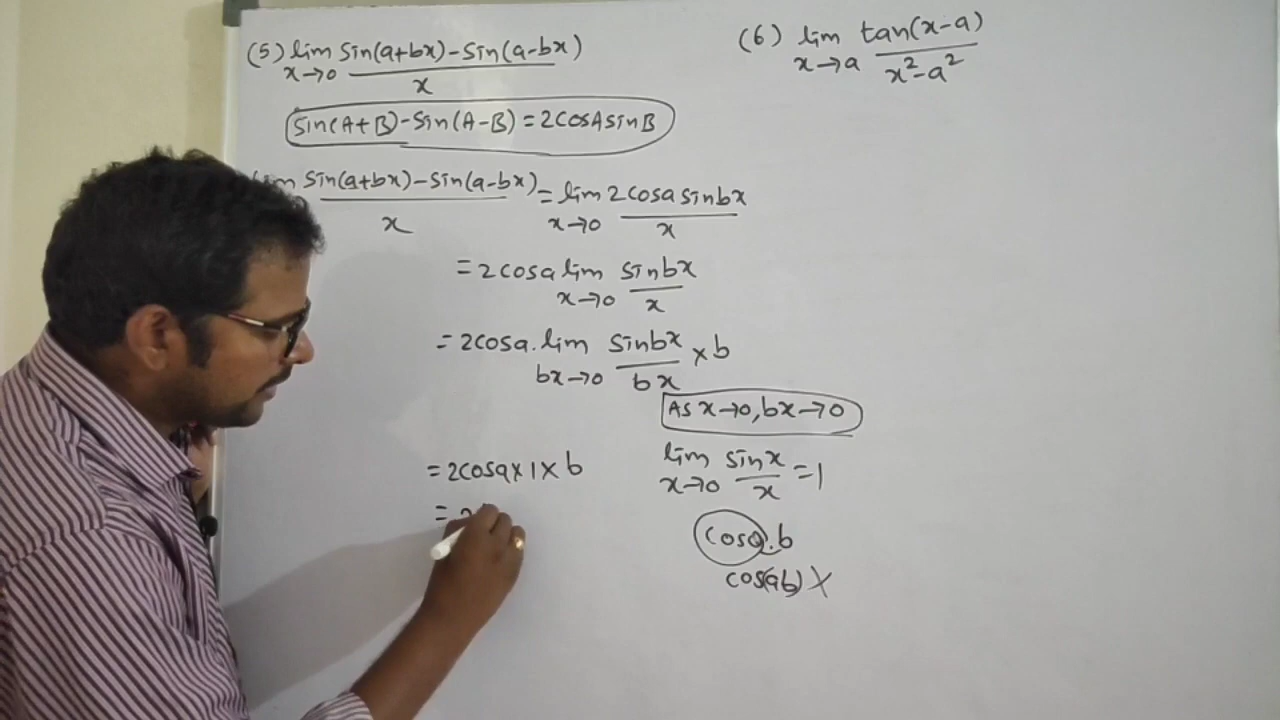 (5) lim sin(a+bx)-sin(a-bx)
x→0 x
sin(A+B)-sin(A-B)=2cosAsinB
sin(a+bx)-sin(a-bx) = lim 2cosa sinbx
x x→0 x
=2cosa lim sinbx
x→0 x
=2cosa.lim sinbx ×b
bx→0 bx
As x→0,bx→0
=2cosa×1×b
lim sinx =1
x→0 x
cosa.b
cos(ab) X
(6) lim tan(x-a)
x→a x²-a²